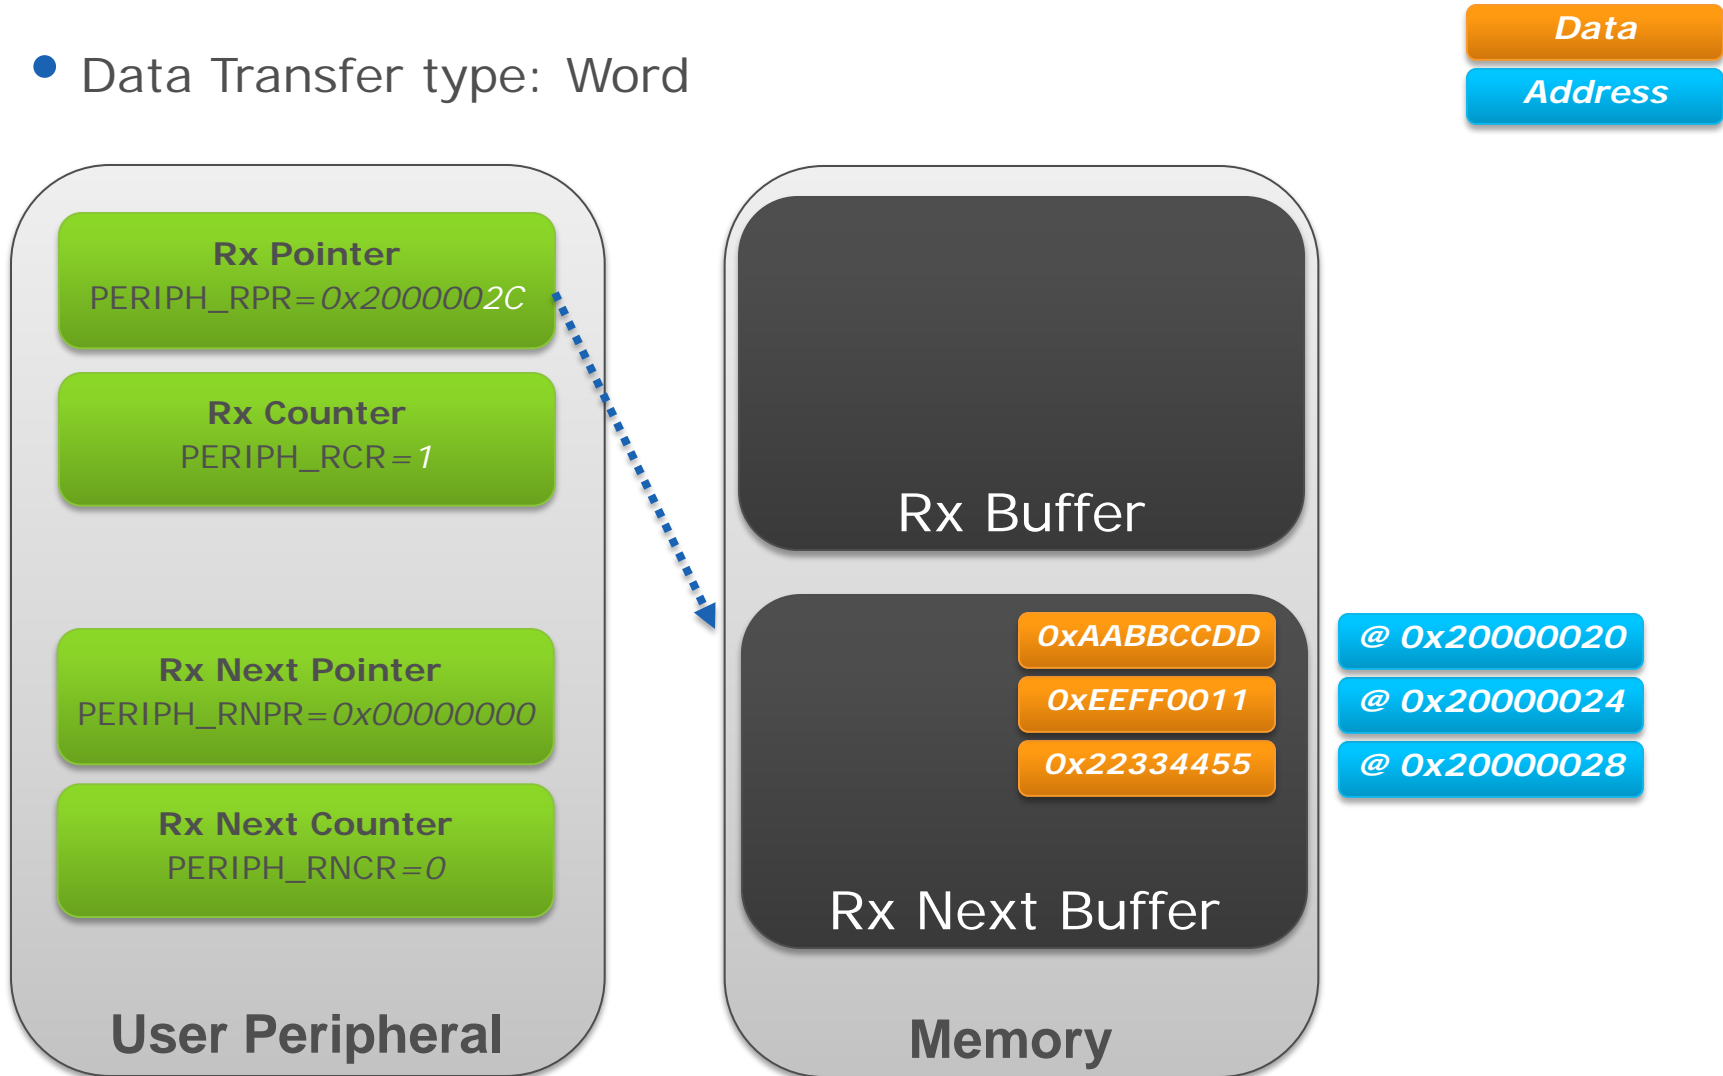 Data
Address
• Data Transfer type: Word
Rx Pointer
PERIPH_RPR=0x2000002C
Rx Counter
PERIPH_RCR=1
Rx Next Pointer
PERIPH_RNPR=0x00000000
Rx Next Counter
PERIPH_RNCR=0
User Peripheral
Rx Buffer
0xAABBCCDD
@ 0x20000020
0xEEFF0011
@ 0x20000024
0x22334455
@ 0x20000028
Rx Next Buffer
Memory